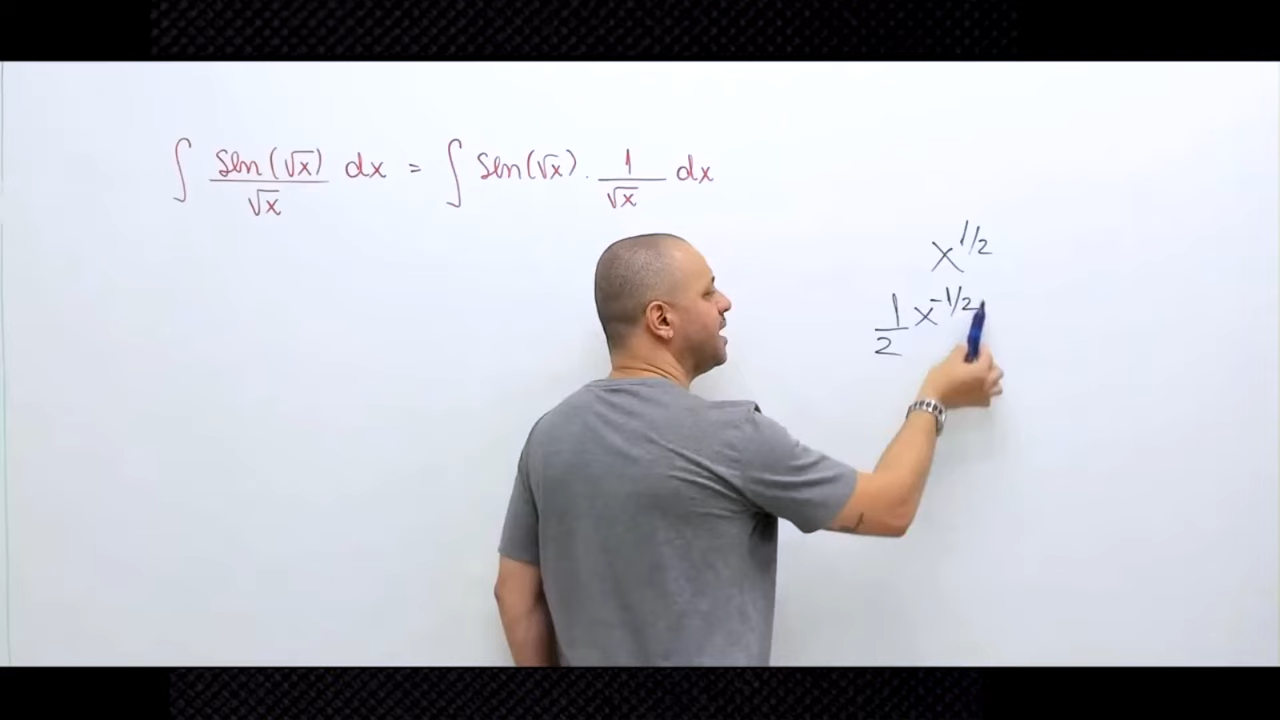 ∫ sen(√x)/√x dx = ∫ sen(√x) · 1/√x dx
x^1/2
1/2 x^-1/2